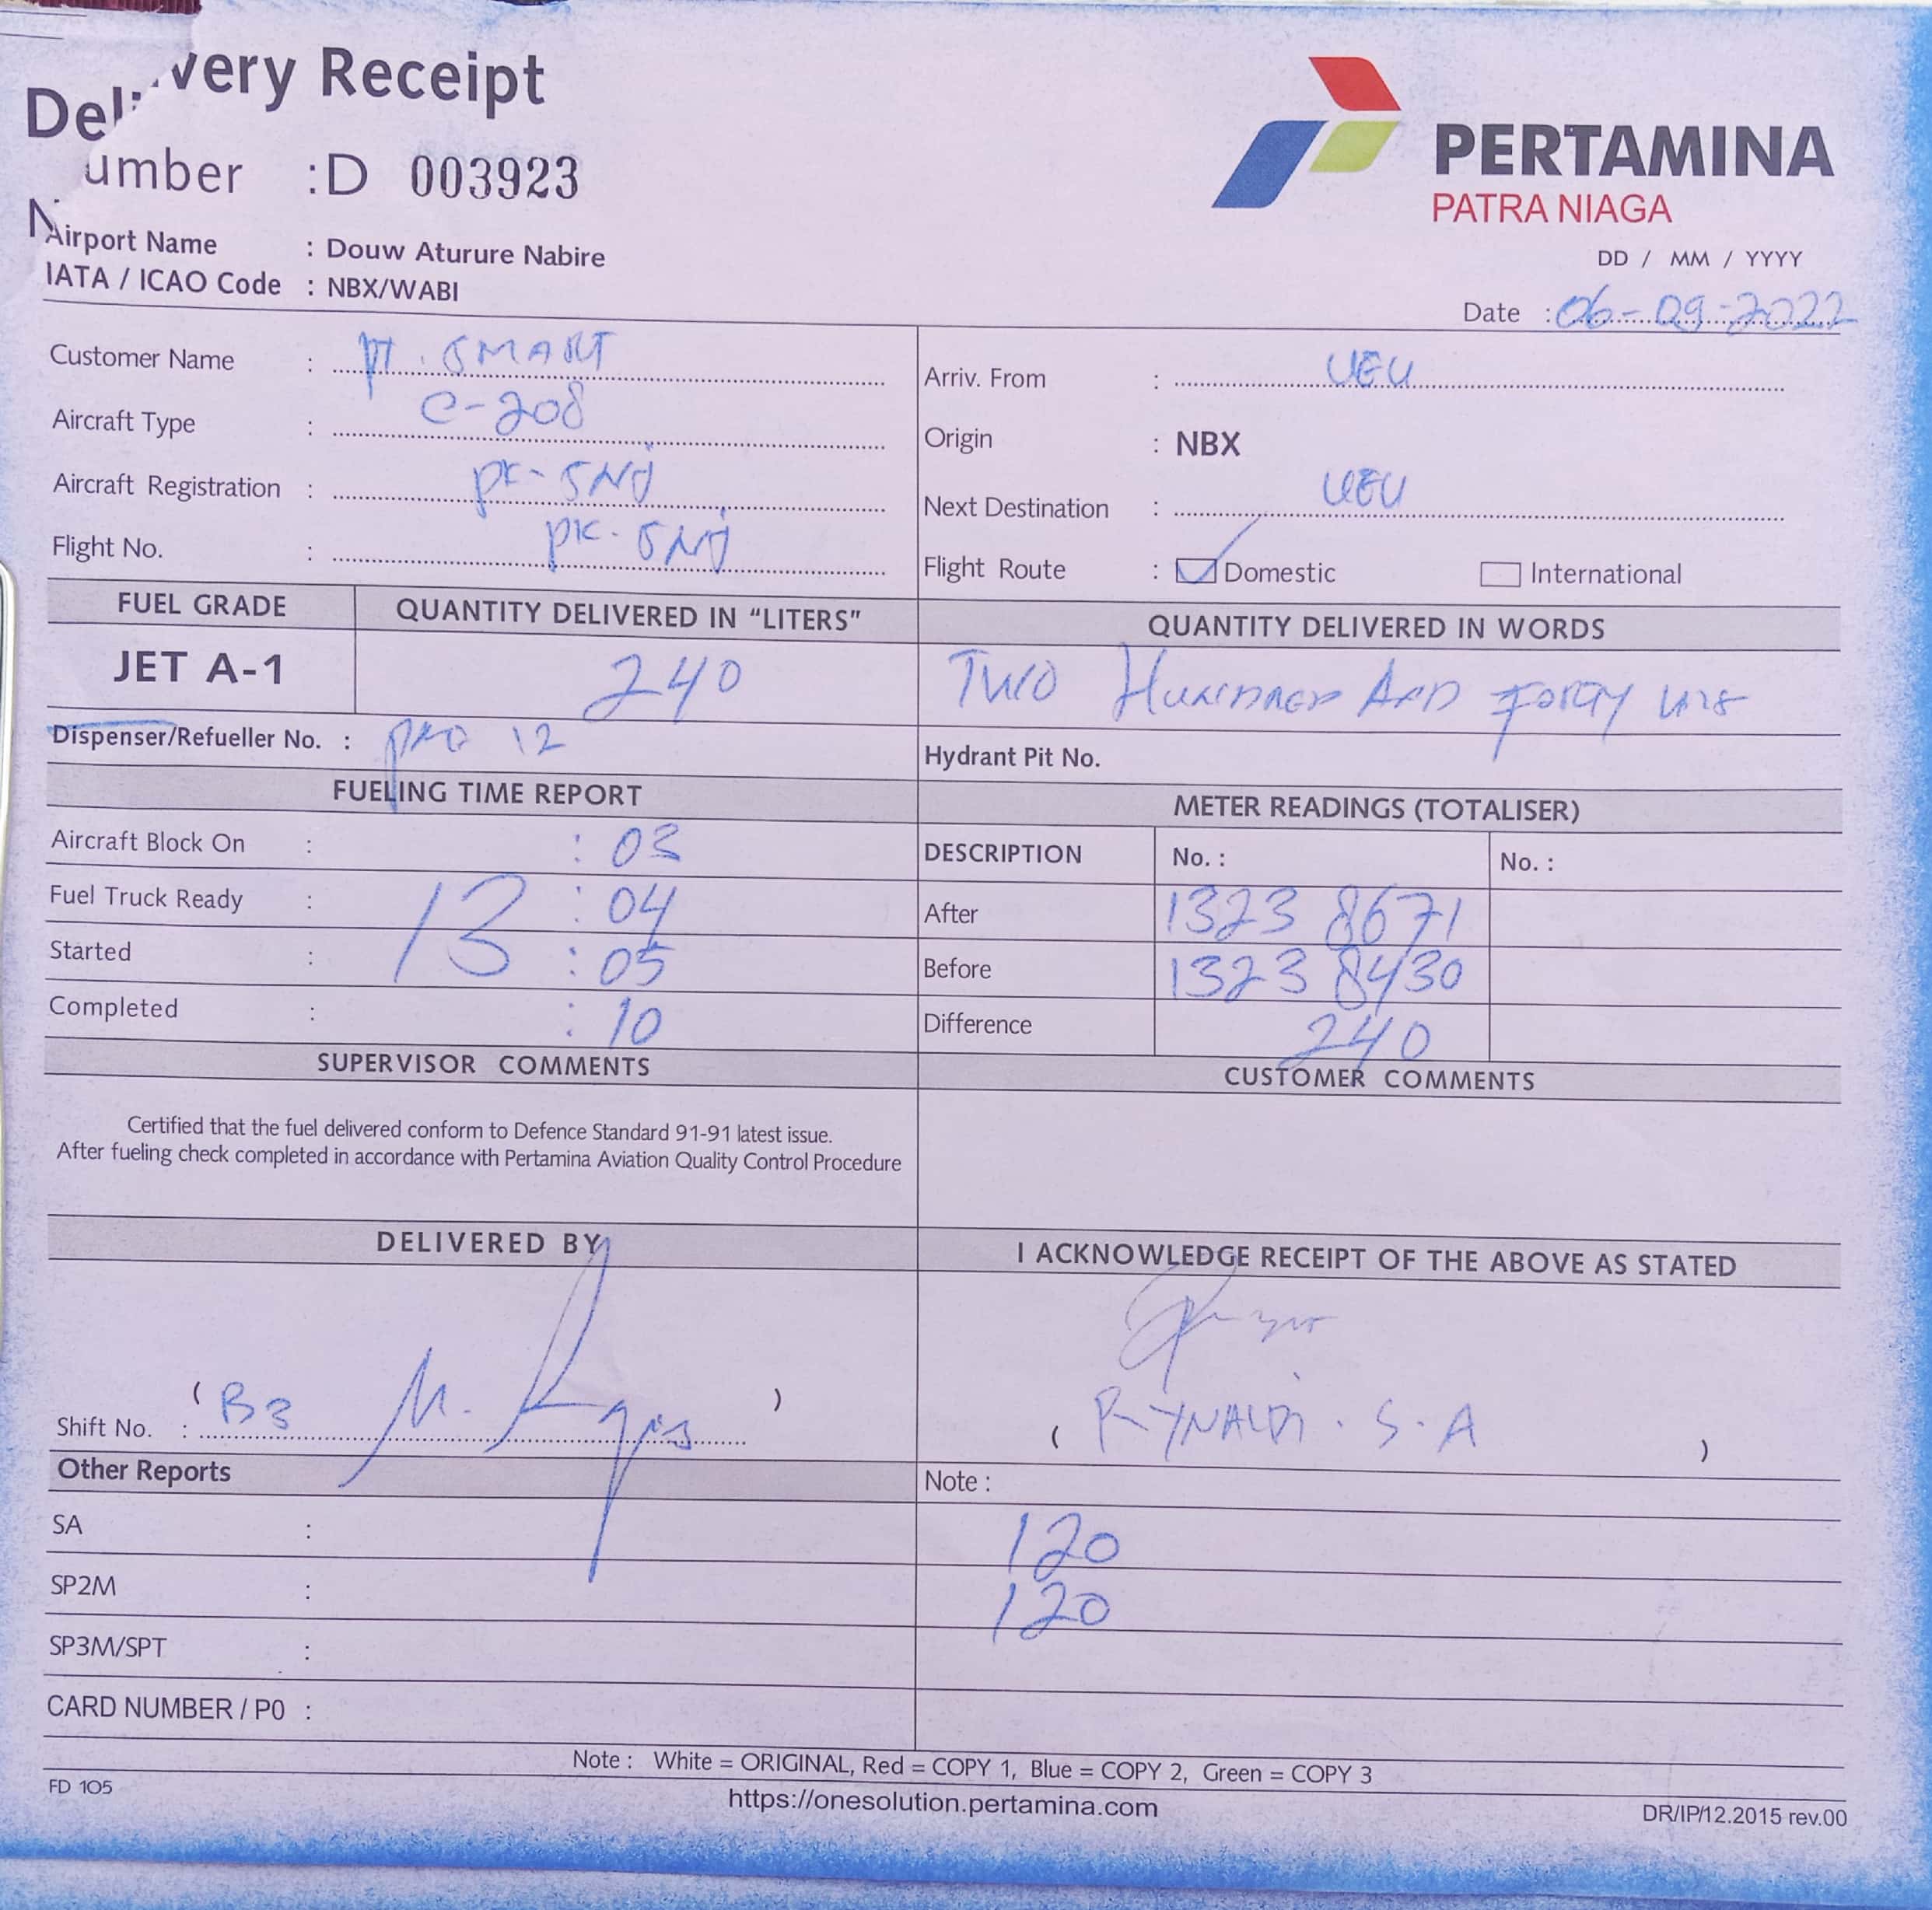 Delivery Receipt
Number : D 003923
PERTAMINA
PATRA NIAGA
Airport Name : Douw Aturure Nabire
IATA / ICAO Code : NBX/WABI
DD / MM / YYYY
Date : 06-09-2022
Customer Name : PT. SMART
Aircraft Type : C-208
Aircraft Registration : PK-SNJ
Flight No. : PK-SNJ
Arriv. From : UEU
Origin : NBX
Next Destination : UEU
Flight Route : Domestic International
FUEL GRADE QUANTITY DELIVERED IN “LITERS” QUANTITY DELIVERED IN WORDS
JET A-1 240 TWO HUNDRED AND FORTY
Dispenser/Refueller No. : 12
Hydrant Pit No.
FUELING TIME REPORT
Aircraft Block On : : 03
Fuel Truck Ready : 13 : 04
Started : : 05
Completed : : 10
METER READINGS (TOTALISER)
DESCRIPTION No. : No. :
After 1323 8671
Before 1323 8430
Difference 240
SUPERVISOR COMMENTS
Certified that the fuel delivered conform to Defence Standard 91-91 latest issue.
After fueling check completed in accordance with Pertamina Aviation Quality Control Procedure
CUSTOMER COMMENTS
DELIVERED BY
( )
Shift No. : B3
I ACKNOWLEDGE RECEIPT OF THE ABOVE AS STATED
( RYNALDI . S . A )
Other Reports
SA :
SP2M :
SP3M/SPT :
CARD NUMBER / P0 :
Note :
120
120
Note : White = ORIGINAL, Red = COPY 1, Blue = COPY 2, Green = COPY 3
FD 105
https://onesolution.pertamina.com
DR/IP/12.2015 rev.00